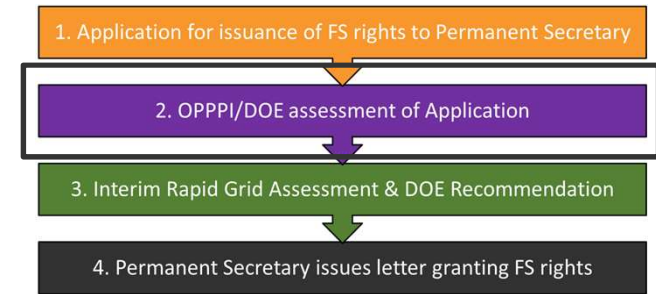 1. Application for issuance of FS rights to Permanent Secretary
2. OPPPI/DOE assessment of Application
3. Interim Rapid Grid Assessment & DOE Recommendation
4. Permanent Secretary issues letter granting FS rights